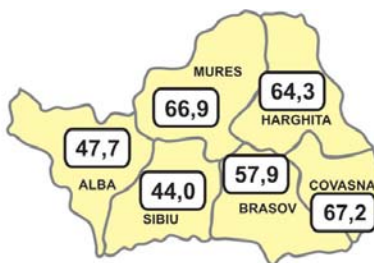 MURES
66,9
64,3
HARGHITA
47,7
ALBA
44,0
SIBIU
57,9
BRASOV
COVASNA
67,2